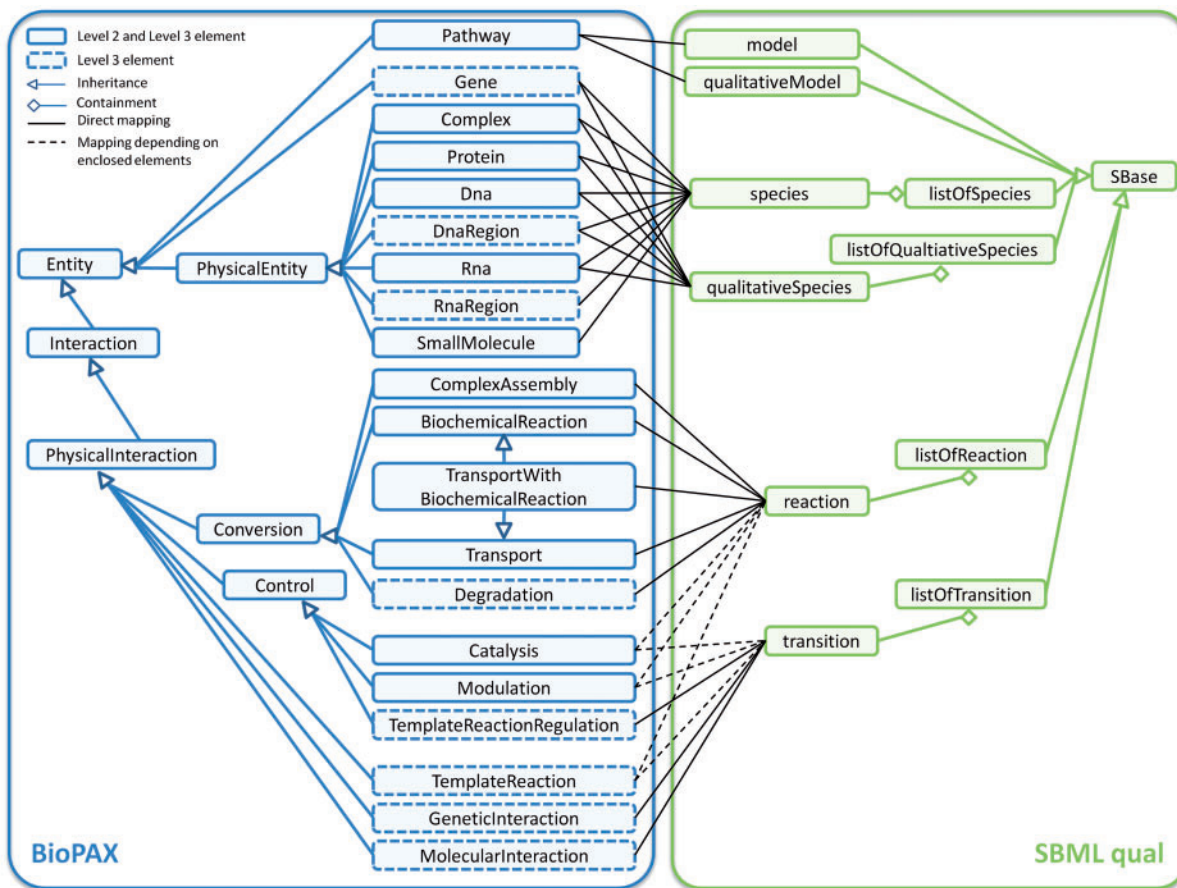 Level 2 and Level 3 element
Level 3 element
Inheritance
Containment
Direct mapping
Mapping depending on
enclosed elements
Pathway
Gene
Complex
Protein
Dna
DnaRegion
Rna
RnaRegion
SmallMolecule
Entity
PhysicalEntity
Interaction
PhysicalInteraction
Conversion
Control
ComplexAssembly
BiochemicalReaction
TransportWith
BiochemicalReaction
Transport
Degradation
Catalysis
Modulation
TemplateReactionRegulation
TemplateReaction
GeneticInteraction
MolecularInteraction
BioPAX
model
qualitativeModel
species
listOfSpecies
SBase
listOfQualtiativeSpecies
qualitativeSpecies
listOfReaction
reaction
listOfTransition
transition
SBML qual